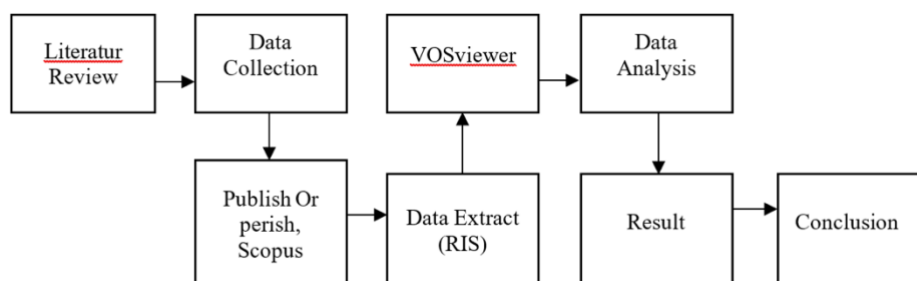 Literatur
Review
Data
Collection
Publish Or
perish,
Scopus
Data Extract
(RIS)
VOSviewer
Data
Analysis
Result
Conclusion